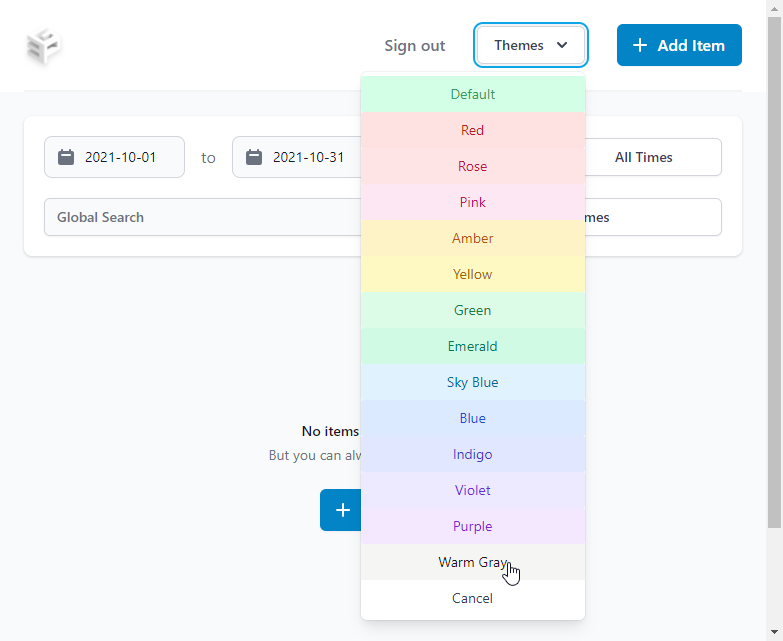 Sign out
Themes
Add Item
2021-10-01
to
2021-10-31
All Times
Global Search
mes
Default
Red
Rose
Pink
Amber
Yellow
Green
Emerald
Sky Blue
Blue
Indigo
Violet
Purple
Warm Gray
Cancel
No items
But you can alw